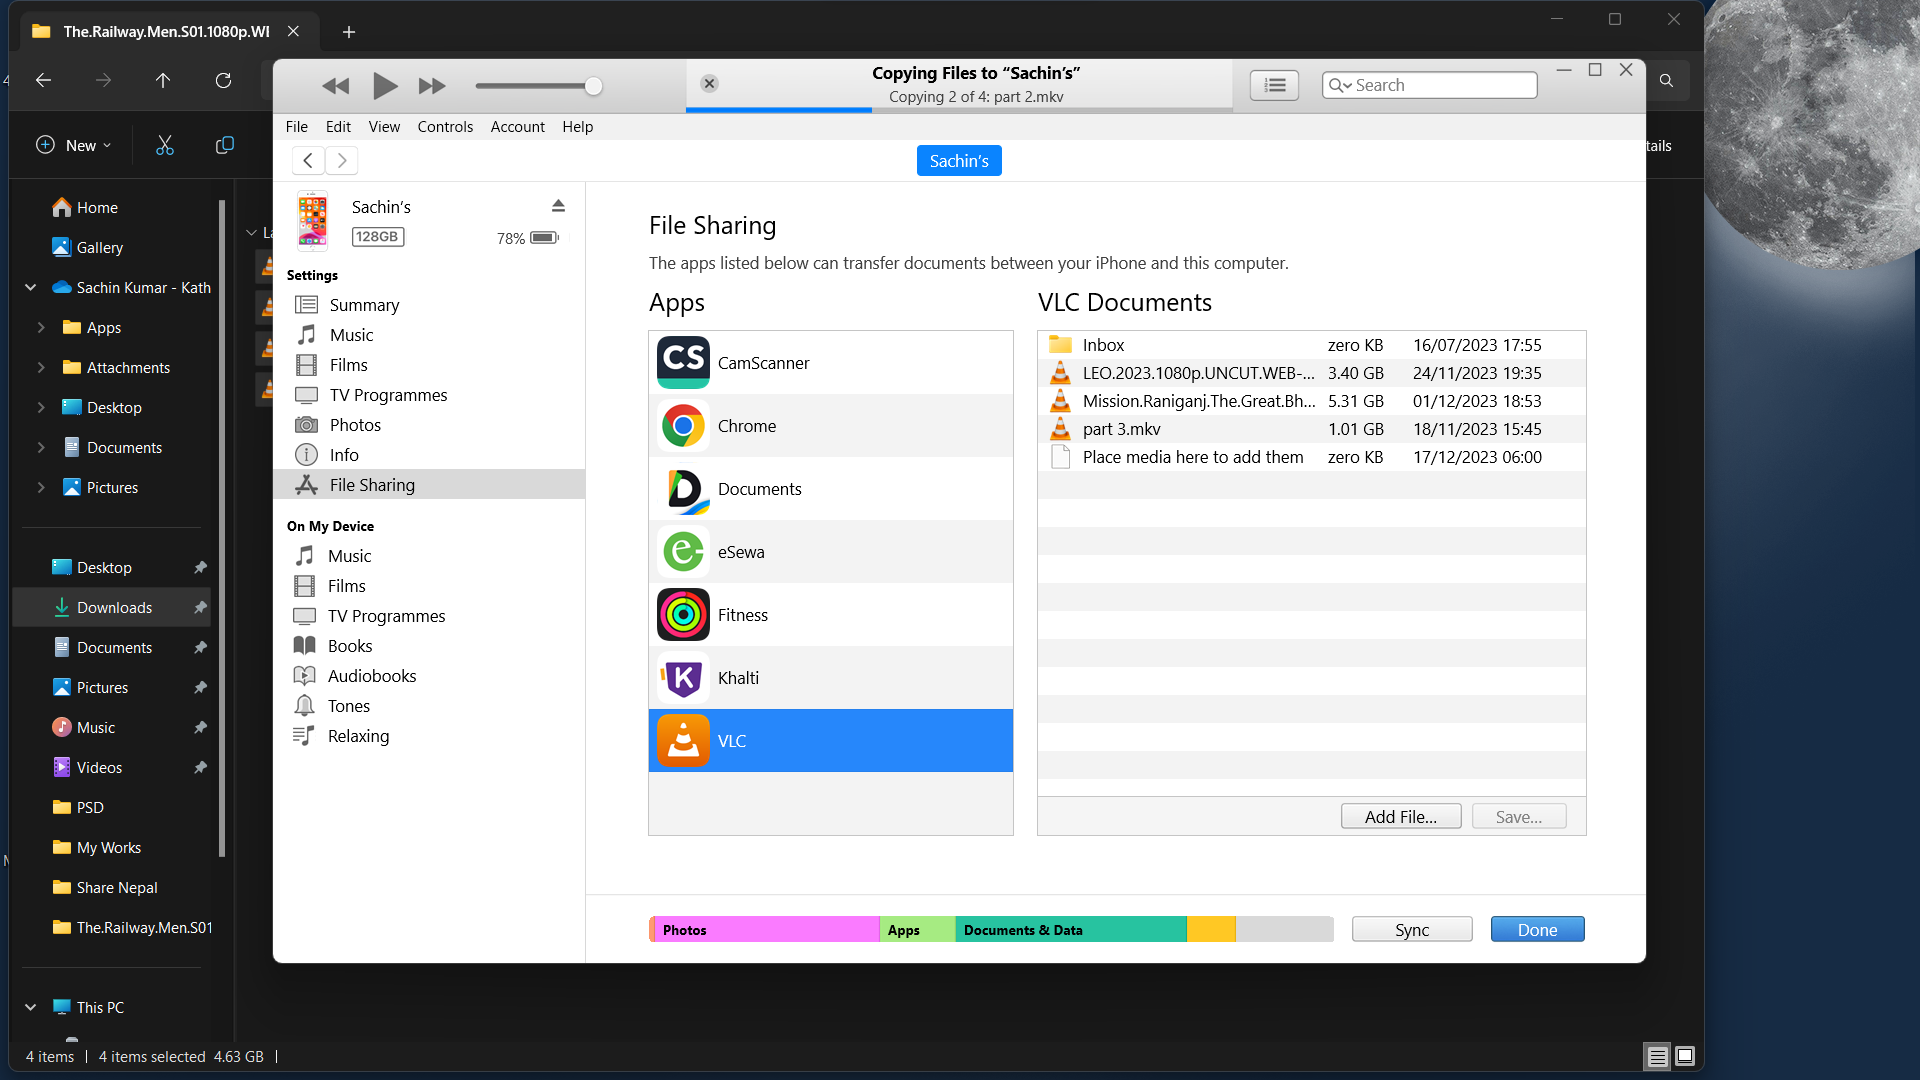 The.Railway.Men.S01.1080p.WI
Copying Files to “Sachin’s”
Copying 2 of 4: part 2.mkv
Search
File Edit View Controls Account Help
New
tails
Sachin’s
Home
Gallery
Sachin Kumar - Kath
Apps
Attachments
Desktop
Documents
Pictures
Desktop
Downloads
Documents
Pictures
Music
Videos
PSD
My Works
Share Nepal
The.Railway.Men.S01
This PC
4 items | 4 items selected 4.63 GB |
Sachin’s
128GB
78%
Settings
Summary
Music
Films
TV Programmes
Photos
Info
File Sharing
On My Device
Music
Films
TV Programmes
Books
Audiobooks
Tones
Relaxing
File Sharing
The apps listed below can transfer documents between your iPhone and this computer.
Apps
CS CamScanner
Chrome
Documents
eSewa
Fitness
K Khalti
VLC
VLC Documents
Inbox zero KB 16/07/2023 17:55
LEO.2023.1080p.UNCUT.WEB-... 3.40 GB 24/11/2023 19:35
Mission.Raniganj.The.Great.Bh... 5.31 GB 01/12/2023 18:53
part 3.mkv 1.01 GB 18/11/2023 15:45
Place media here to add them zero KB 17/12/2023 06:00
Add File... Save...
Photos Apps Documents & Data
Sync Done